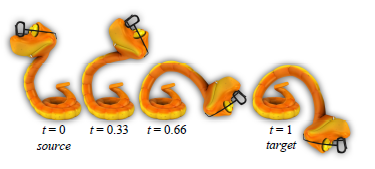 t = 0 t = 0.33 t = 0.66 t = 1
source target